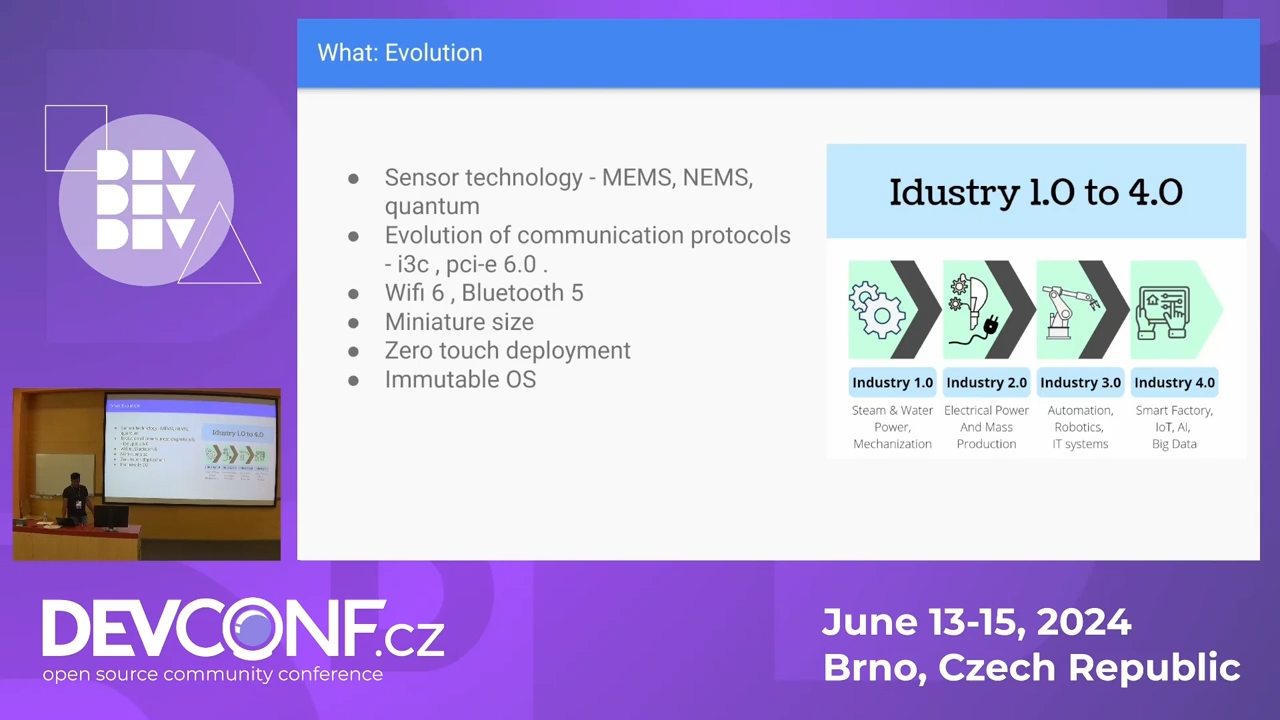 What: Evolution
Sensor technology - MEMS, NEMS,
quantum
Evolution of communication protocols
- i3c , pci-e 6.0 .
Wifi 6 , Bluetooth 5
Miniature size
Zero touch deployment
Immutable OS
Idustry 1.0 to 4.0
Industry 1.0
Steam & Water
Power,
Mechanization
Industry 2.0
Electrical Power
And Mass
Production
Industry 3.0
Automation,
Robotics,
IT systems
Industry 4.0
Smart Factory,
IoT, AI,
Big Data
DEV
DEV
DEV
DEVCONF.cz
open source community conference
June 13-15, 2024
Brno, Czech Republic